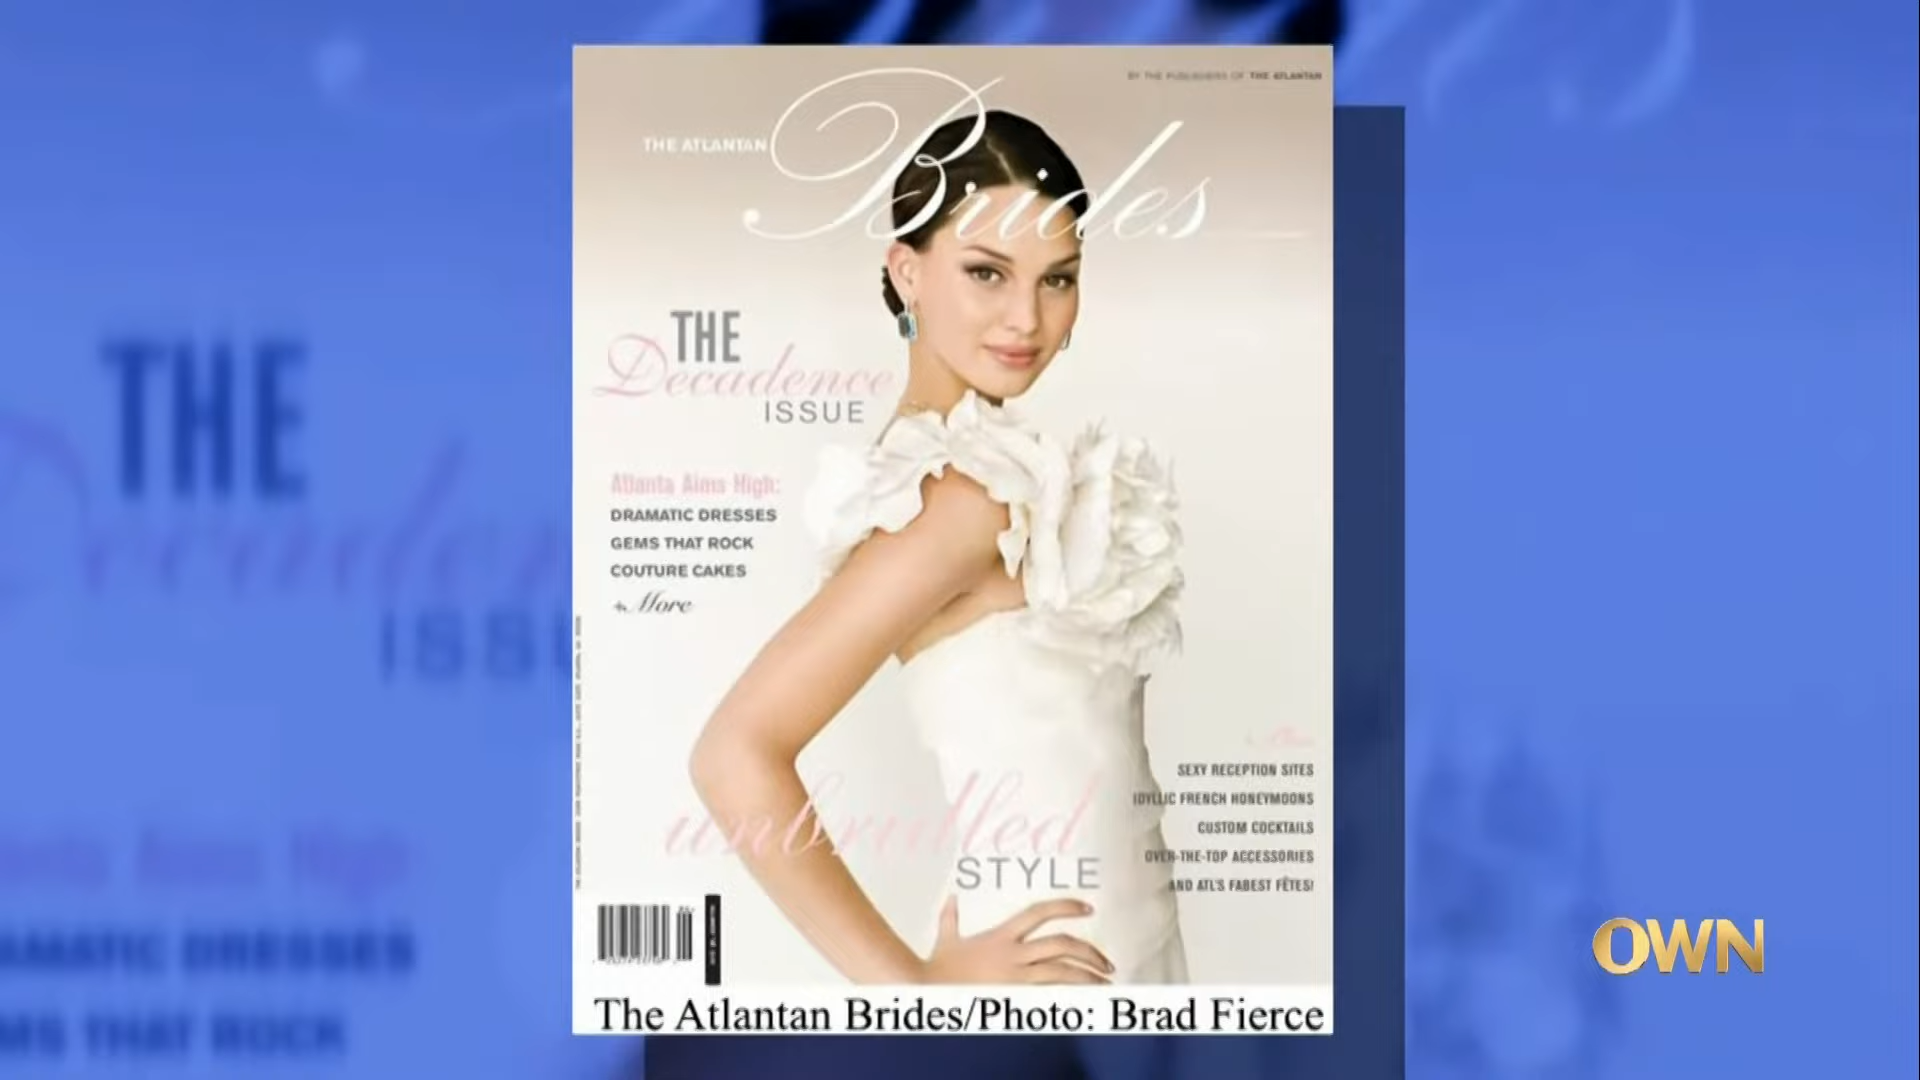 BY THE PUBLISHERS OF THE ATLANTAN
THE ATLANTAN
Brides
THE
Decadence
ISSUE
Atlanta Aims High:
DRAMATIC DRESSES
GEMS THAT ROCK
COUTURE CAKES
+More
unbridled
STYLE
SEXY RECEPTION SITES
IDYLLIC FRENCH HONEYMOONS
CUSTOM COCKTAILS
OVER-THE-TOP ACCESSORIES
AND ATL'S FABEST FÊTES!
The Atlantan Brides/Photo: Brad Fierce
OWN